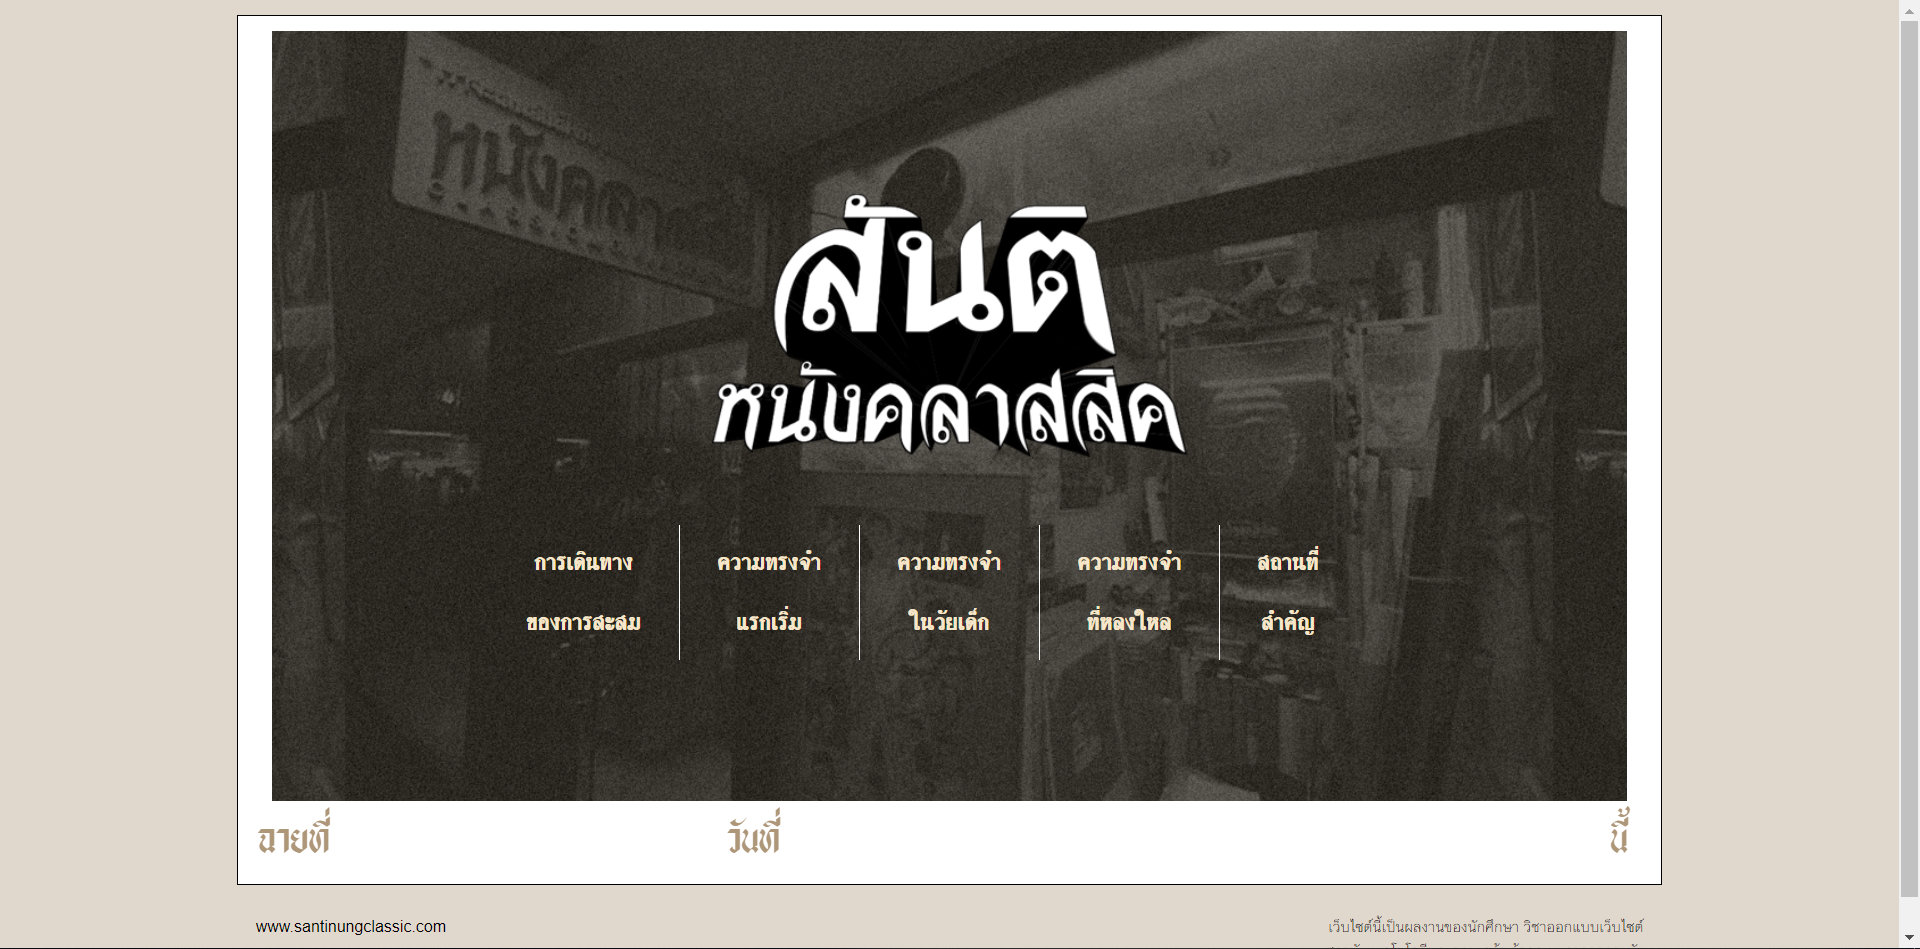 หนังคลา
สันติ
หนังคลาสสิค
การเดินทาง
ของการสะสม
ความทรงจำ
แรกเริ่ม
ความทรงจำ
ในวัยเด็ก
ความทรงจำ
ที่หลงใหล
สถานที่
สำคัญ
ฉายที่ วันที่ นี้
www.santinungclassic.com
เว็บไซต์นี้เป็นผลงานของนักศึกษา วิชาออกแบบเว็บไซต์